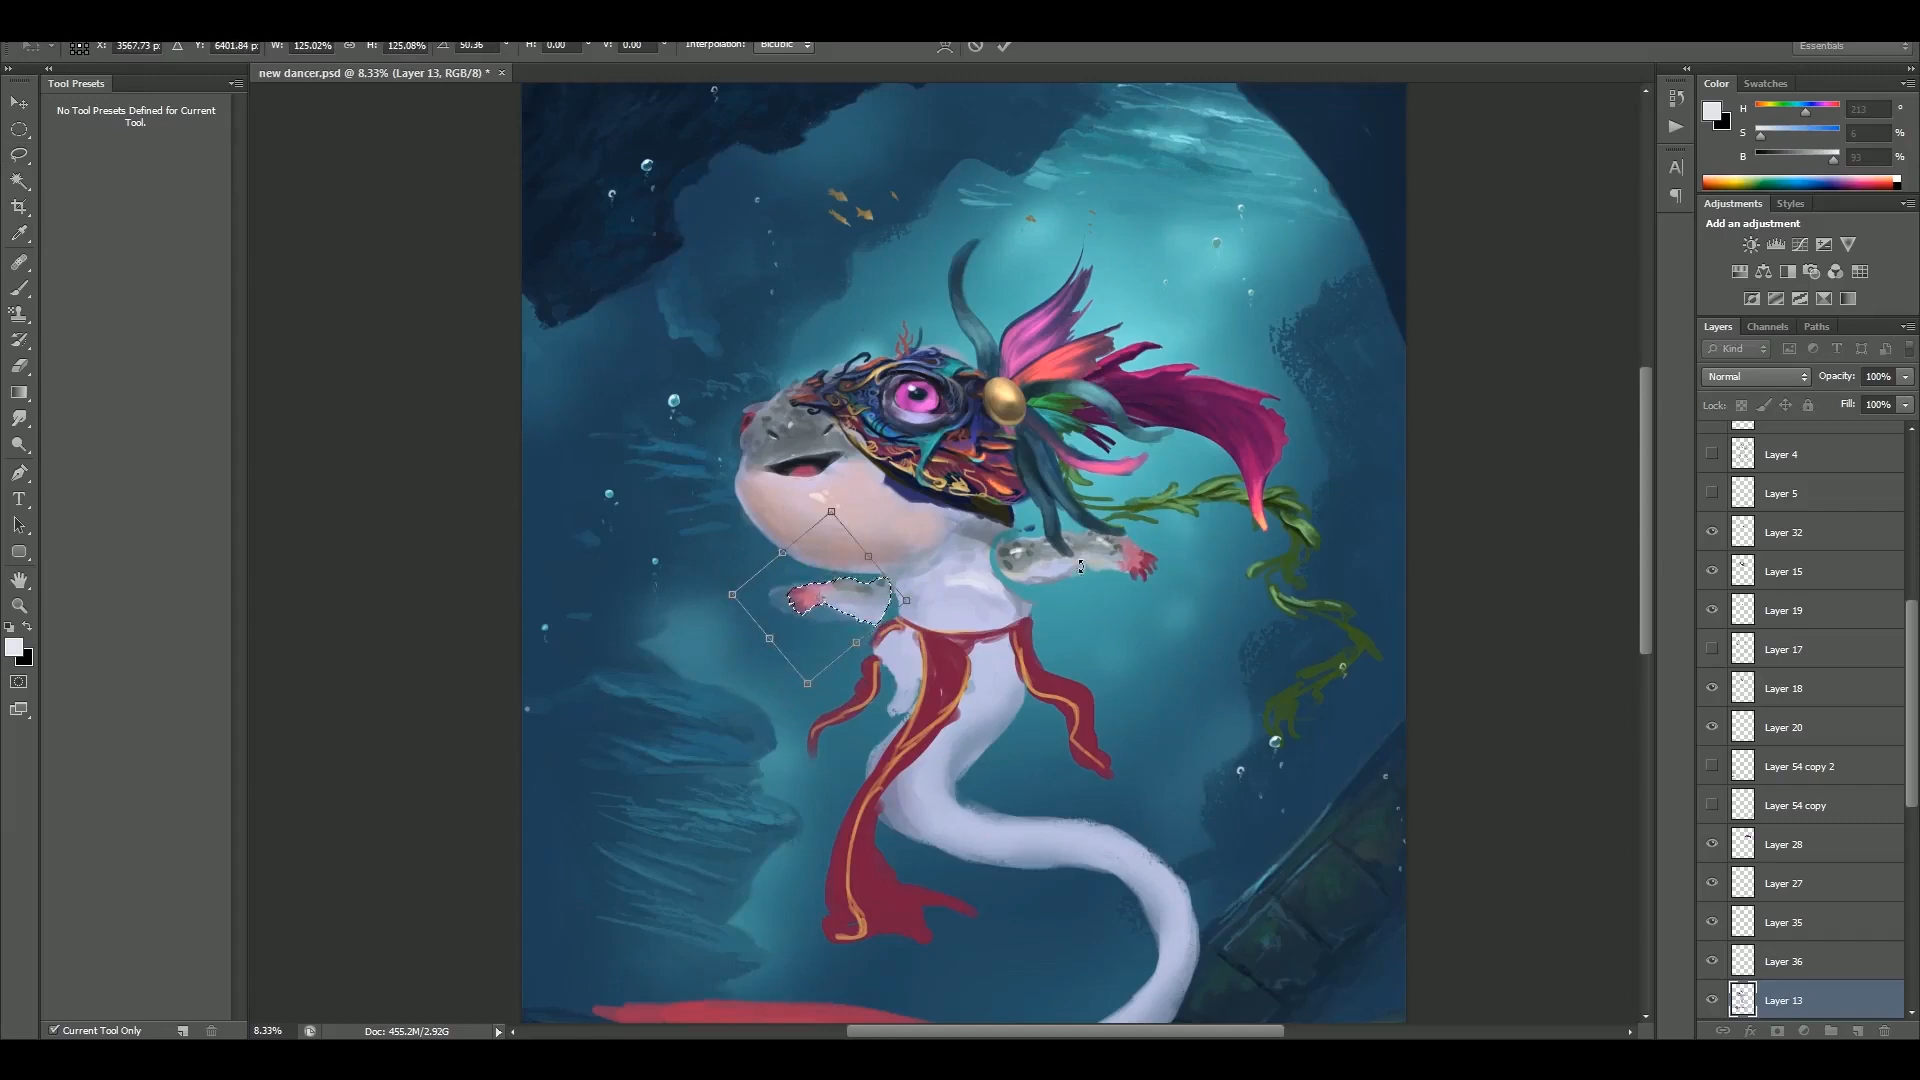 X: 3567.73 p: Y: 6401.84 p: W: 125.02% H: 125.08% 50.36 ° H: 0.00 ° V: 0.00 ° Interpolation: Bicubic Essentials
Tool Presets
new dancer.psd @ 8.33% (Layer 13, RGB/8) * ×
Color Swatches
No Tool Presets Defined for Current
Tool.
H 213 °
S 6 %
B 93 %
Adjustments Styles
Add an adjustment
Layers Channels Paths
Kind
Normal Opacity: 100%
Lock: Fill: 100%
Layer 4
Layer 5
Layer 32
Layer 15
Layer 19
Layer 17
Layer 18
Layer 20
Layer 54 copy 2
Layer 54 copy
Layer 28
Layer 27
Layer 35
Layer 36
Layer 13
Current Tool Only
8.33% Doc: 455.2M/2.92G